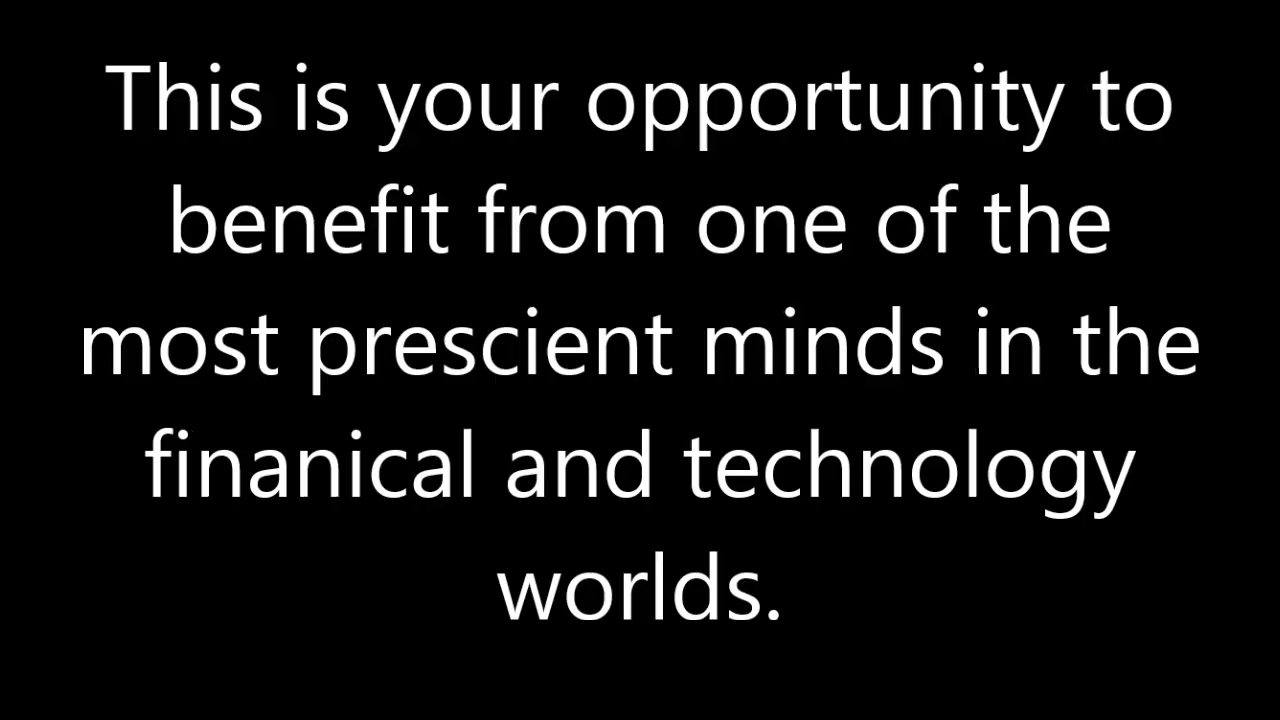 This is your opportunity to
benefit from one of the
most prescient minds in the
finanical and technology
worlds.